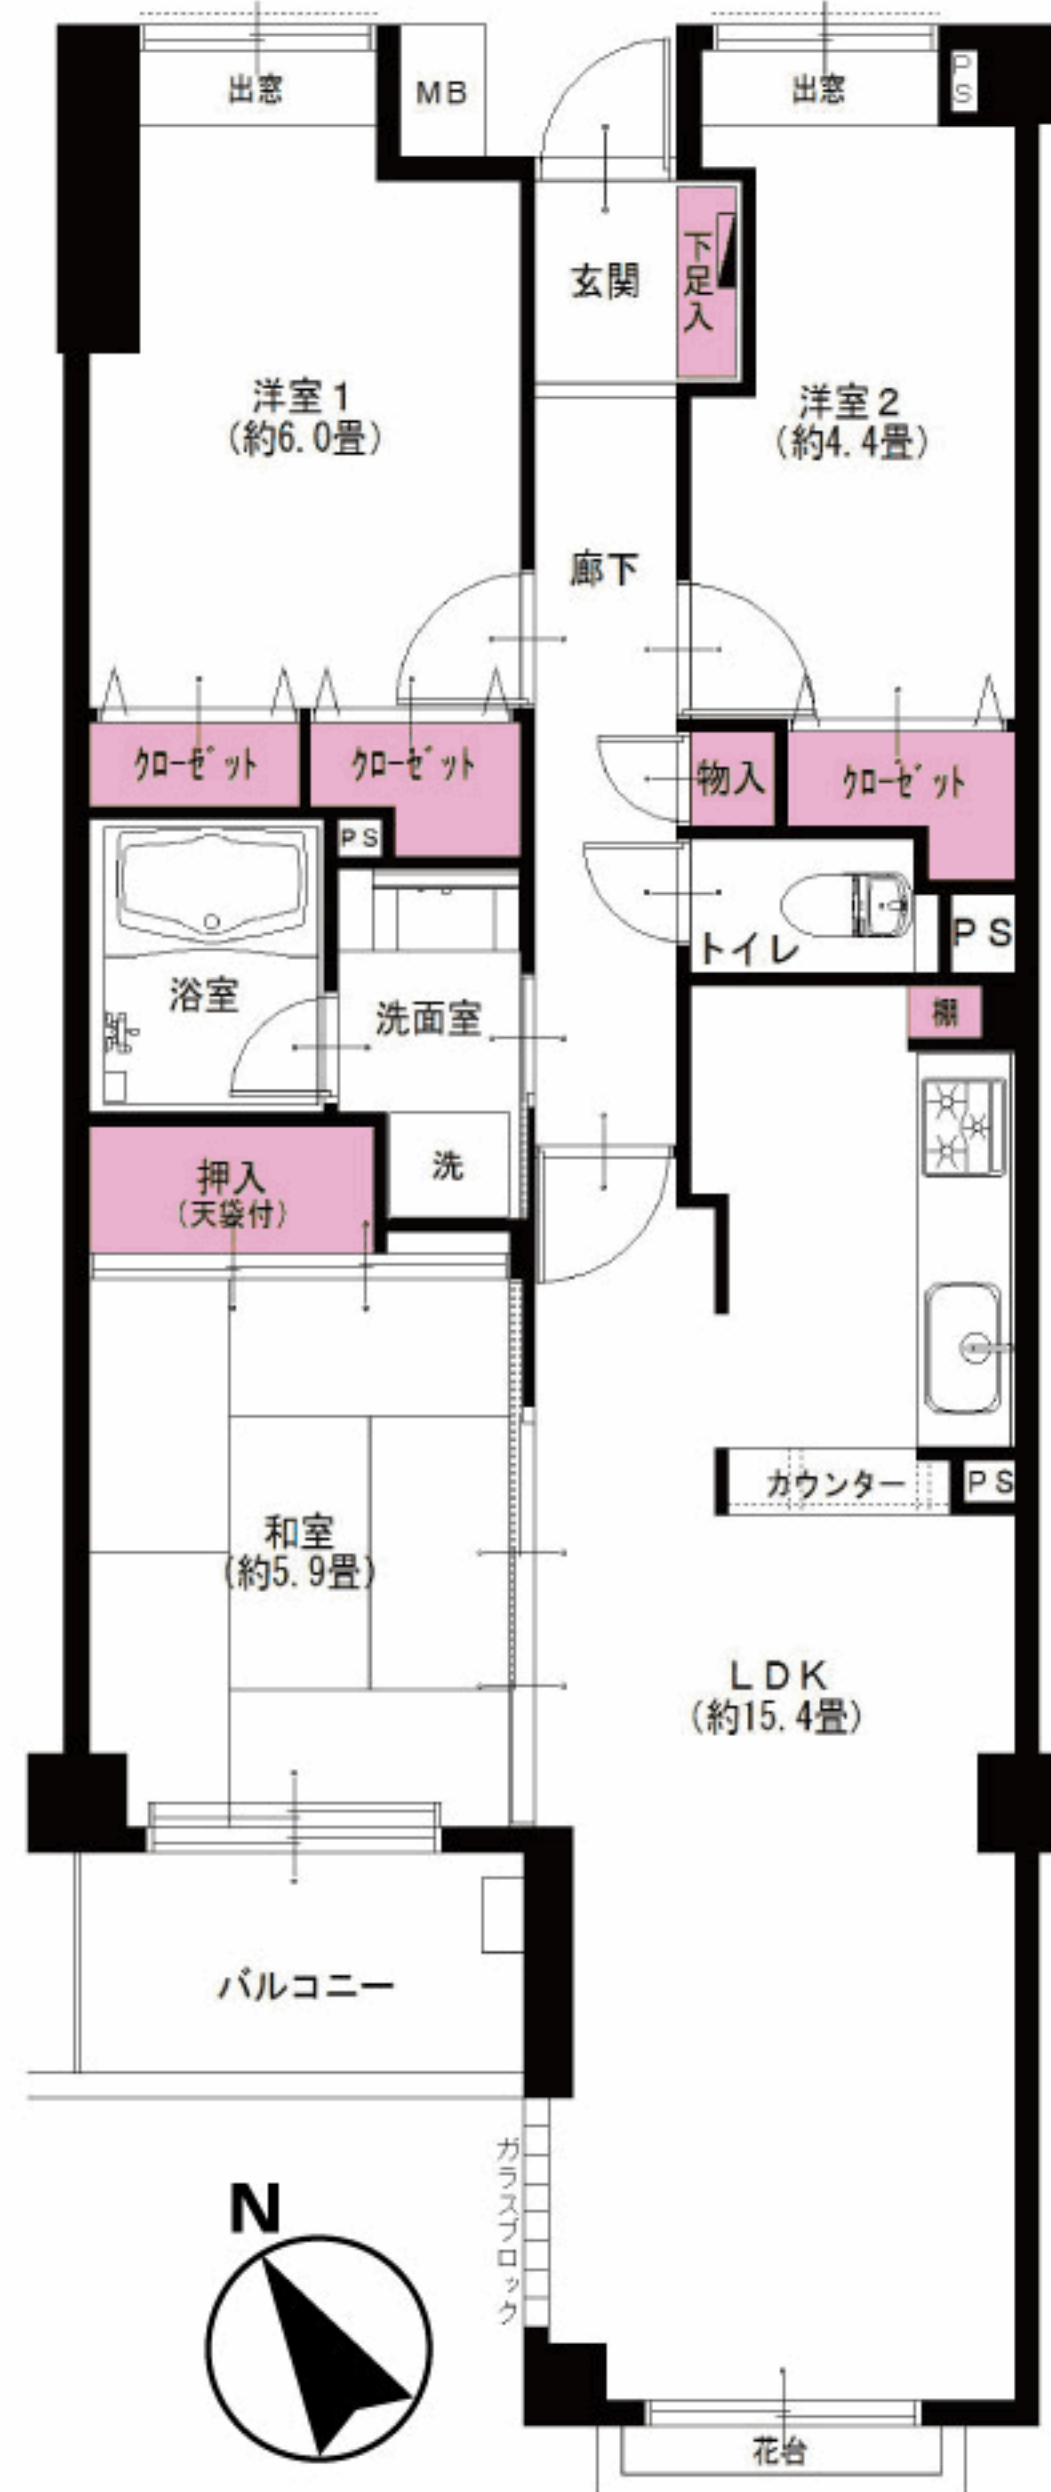 出窓
MB
出窓
PS
玄関
下足入
洋室1
(約6.0畳)
洋室2
(約4.4畳)
廊下
クローゼット
クローゼット
物入
クローゼット
PS
トイレ
PS
浴室
洗面室
棚
押入
(天袋付)
洗
カウンター
PS
和室
(約5.9畳)
LDK
(約15.4畳)
バルコニー
ガラスブロック
N
花台